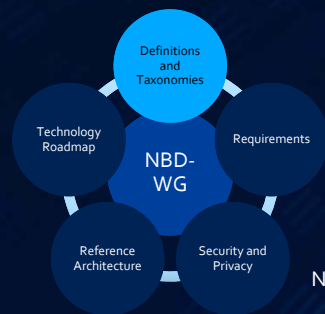 Definitions
and
Taxonomies
Technology
Roadmap
Requirements
NBD-
WG
Reference
Architecture
Security and
Privacy
N